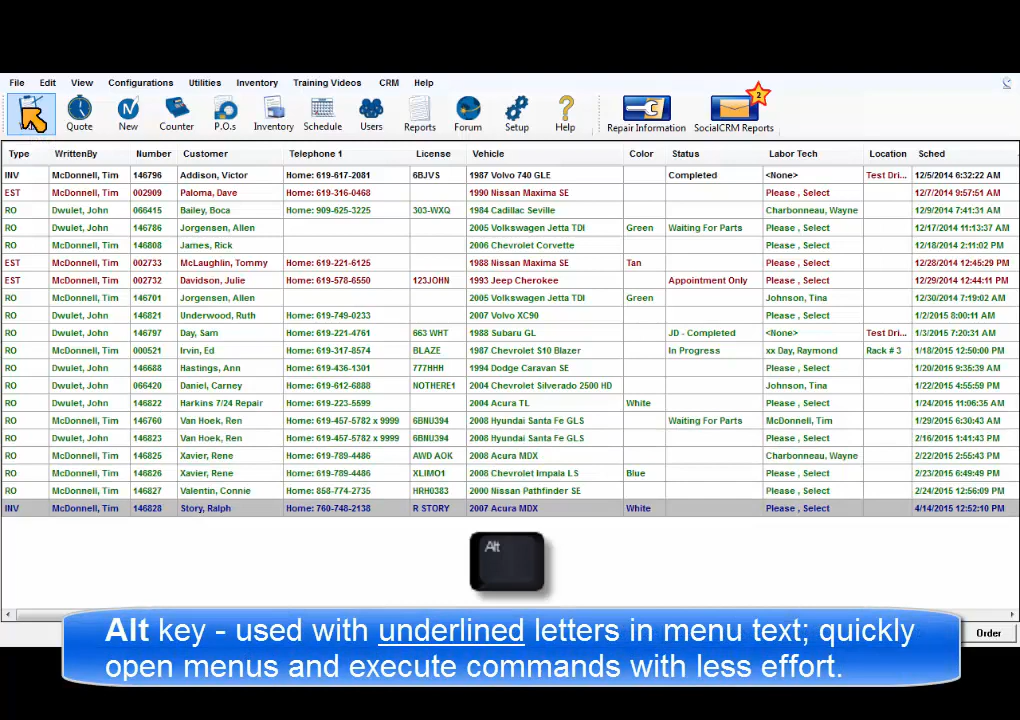 File Edit View Configurations Utilities Inventory Training Videos CRM Help
2
Quote New Counter P.O.s Inventory Schedule Users Reports Forum Setup Help Repair Information SocialCRM Reports
Type WrittenBy Number Customer Telephone 1 License Vehicle Color Status Labor Tech Location Sched
INV McDonnell, Tim 146796 Addison, Victor Home: 619-617-2081 6BJVS 1987 Volvo 740 GLE Completed <None> Test Dri... 12/5/2014 6:32:22 AM
EST McDonnell, Tim 002909 Paloma, Dave Home: 619-316-0468 1990 Nissan Maxima SE Please , Select 12/7/2014 9:57:51 AM
RO Dwulet, John 066415 Bailey, Boca Home: 909-625-3225 303-WXQ 1984 Cadillac Seville Charbonneau, Wayne 12/9/2014 7:41:31 AM
RO Dwulet, John 146786 Jorgensen, Allen 2005 Volkswagen Jetta TDI Green Waiting For Parts Please , Select 12/17/2014 11:13:37 AM
RO McDonnell, Tim 146808 James, Rick 2006 Chevrolet Corvette Please , Select 12/18/2014 2:11:02 PM
EST McDonnell, Tim 002733 McLaughlin, Tommy Home: 619-221-6125 1988 Nissan Maxima SE Tan Please , Select 12/28/2014 12:45:29 PM
EST McDonnell, Tim 002732 Davidson, Julie Home: 619-578-6550 123JOHN 1993 Jeep Cherokee Appointment Only Please , Select 12/29/2014 12:44:11 PM
RO McDonnell, Tim 146701 Jorgensen, Allen 2005 Volkswagen Jetta TDI Green Johnson, Tina 12/30/2014 7:19:02 AM
RO McDonnell, Tim 146821 Underwood, Ruth Home: 619-749-0233 2007 Volvo XC90 Please , Select 1/2/2015 8:00:11 AM
RO McDonnell, Tim 146797 Day, Sam Home: 619-221-4761 663 WHT 1988 Subaru GL JD - Completed <None> Test Dri... 1/3/2015 7:20:31 AM
RO McDonnell, Tim 000521 Irvin, Ed Home: 619-317-8574 BLAZE 1987 Chevrolet S10 Blazer In Progress xx Day, Raymond Rack # 3 1/18/2015 12:50:00 PM
RO McDonnell, Tim 146688 Hastings, Ann Home: 619-436-1301 777HHH 1994 Dodge Caravan SE Please , Select 1/20/2015 9:35:39 AM
RO Dwulet, John 066420 Daniel, Carney Home: 619-612-6888 NOTHERE1 2004 Chevrolet Silverado 2500 HD Johnson, Tina 1/22/2015 4:55:59 PM
RO Dwulet, John 146822 Harkins 7/24 Repair Home: 619-223-5599 2004 Acura TL White Please , Select 1/24/2015 11:06:35 AM
RO McDonnell, Tim 146760 Van Hoek, Ren Home: 619-457-5782 x 9999 6BNU394 2008 Hyundai Santa Fe GLS Waiting For Parts McDonnell, Tim 1/29/2015 6:30:43 AM
RO Dwulet, John 146823 Van Hoek, Ren Home: 619-457-5782 x 9999 6BNU394 2008 Hyundai Santa Fe GLS Please , Select 2/16/2015 1:41:43 PM
RO McDonnell, Tim 146825 Xavier, Rene Home: 619-789-4486 AWD AOK 2008 Acura MDX Charbonneau, Wayne 2/22/2015 2:55:43 PM
RO McDonnell, Tim 146826 Xavier, Rene Home: 619-789-4486 XLIMO1 2008 Chevrolet Impala LS Blue Please , Select 2/23/2015 6:49:49 PM
RO McDonnell, Tim 146827 Valentin, Connie Home: 858-774-2735 HRH0383 2000 Nissan Pathfinder SE Please , Select 2/24/2015 12:56:09 PM
INV McDonnell, Tim 146828 Story, Ralph Home: 760-748-2138 R STORY 2007 Acura MDX White Please , Select 4/14/2015 12:52:10 PM
Alt
Order
Alt key - used with underlined letters in menu text; quickly
open menus and execute commands with less effort.